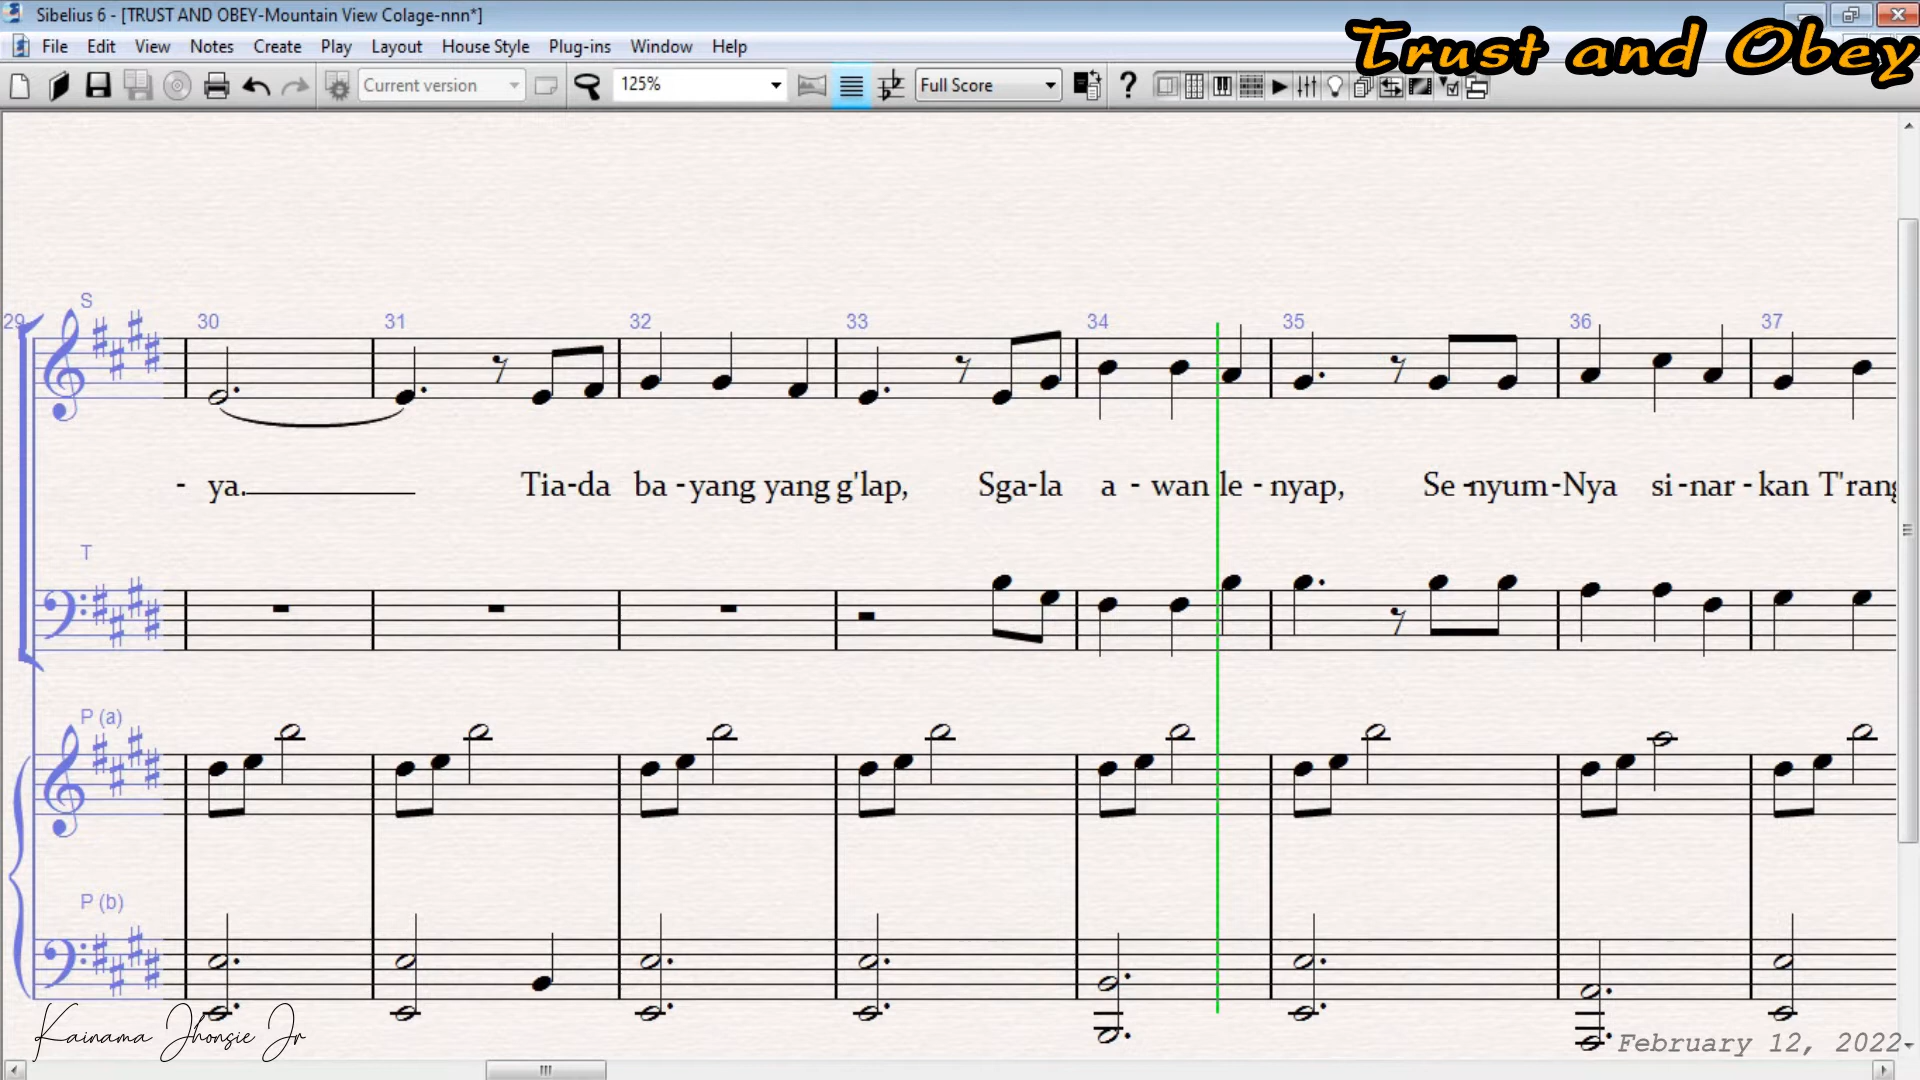 Sibelius 6 - [TRUST AND OBEY-Mountain View Colage-nnn*]
Trust and Obey
File Edit View Notes Create Play Layout House Style Plug-ins Window Help
Current version 125% Full Score
S
29 30 31 32 33 34 35 36 37
- ya. Tia-da ba-yang yang g'lap, Sga-la a - wan le - nyap, Se-nyum-Nya si-nar-kan T'rang
T
P (a)
P (b)
Kainama Jhonsie Jr
February 12, 2022